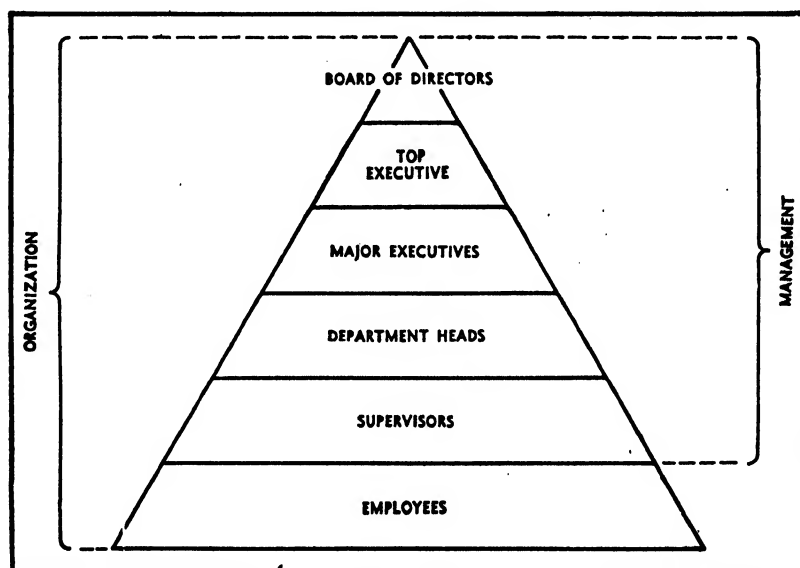 BOARD OF DIRECTORS
TOP
EXECUTIVE
MAJOR EXECUTIVES
DEPARTMENT HEADS
SUPERVISORS
EMPLOYEES
ORGANIZATION
MANAGEMENT